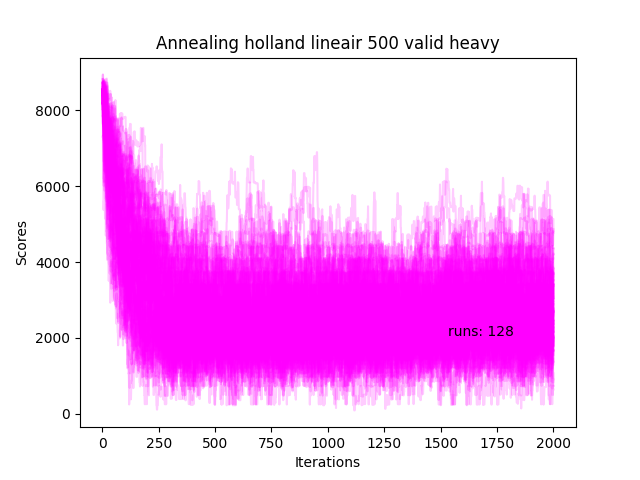 Annealing holland lineair 500 valid heavy
Scores
8000
6000
4000
2000
0
runs: 128
0 250 500 750 1000 1250 1500 1750 2000
Iterations